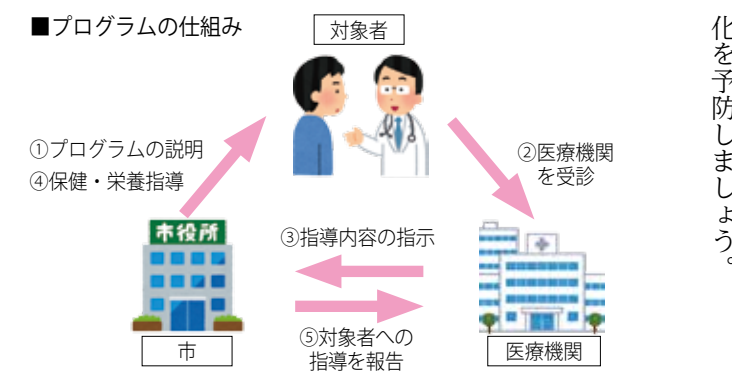 ■プログラムの仕組み
対象者
①プログラムの説明
④保健・栄養指導
②医療機関
を受診
市役所
③指導内容の指示
⑤対象者への
指導を報告
市
医療機関
化を予防しましょう。